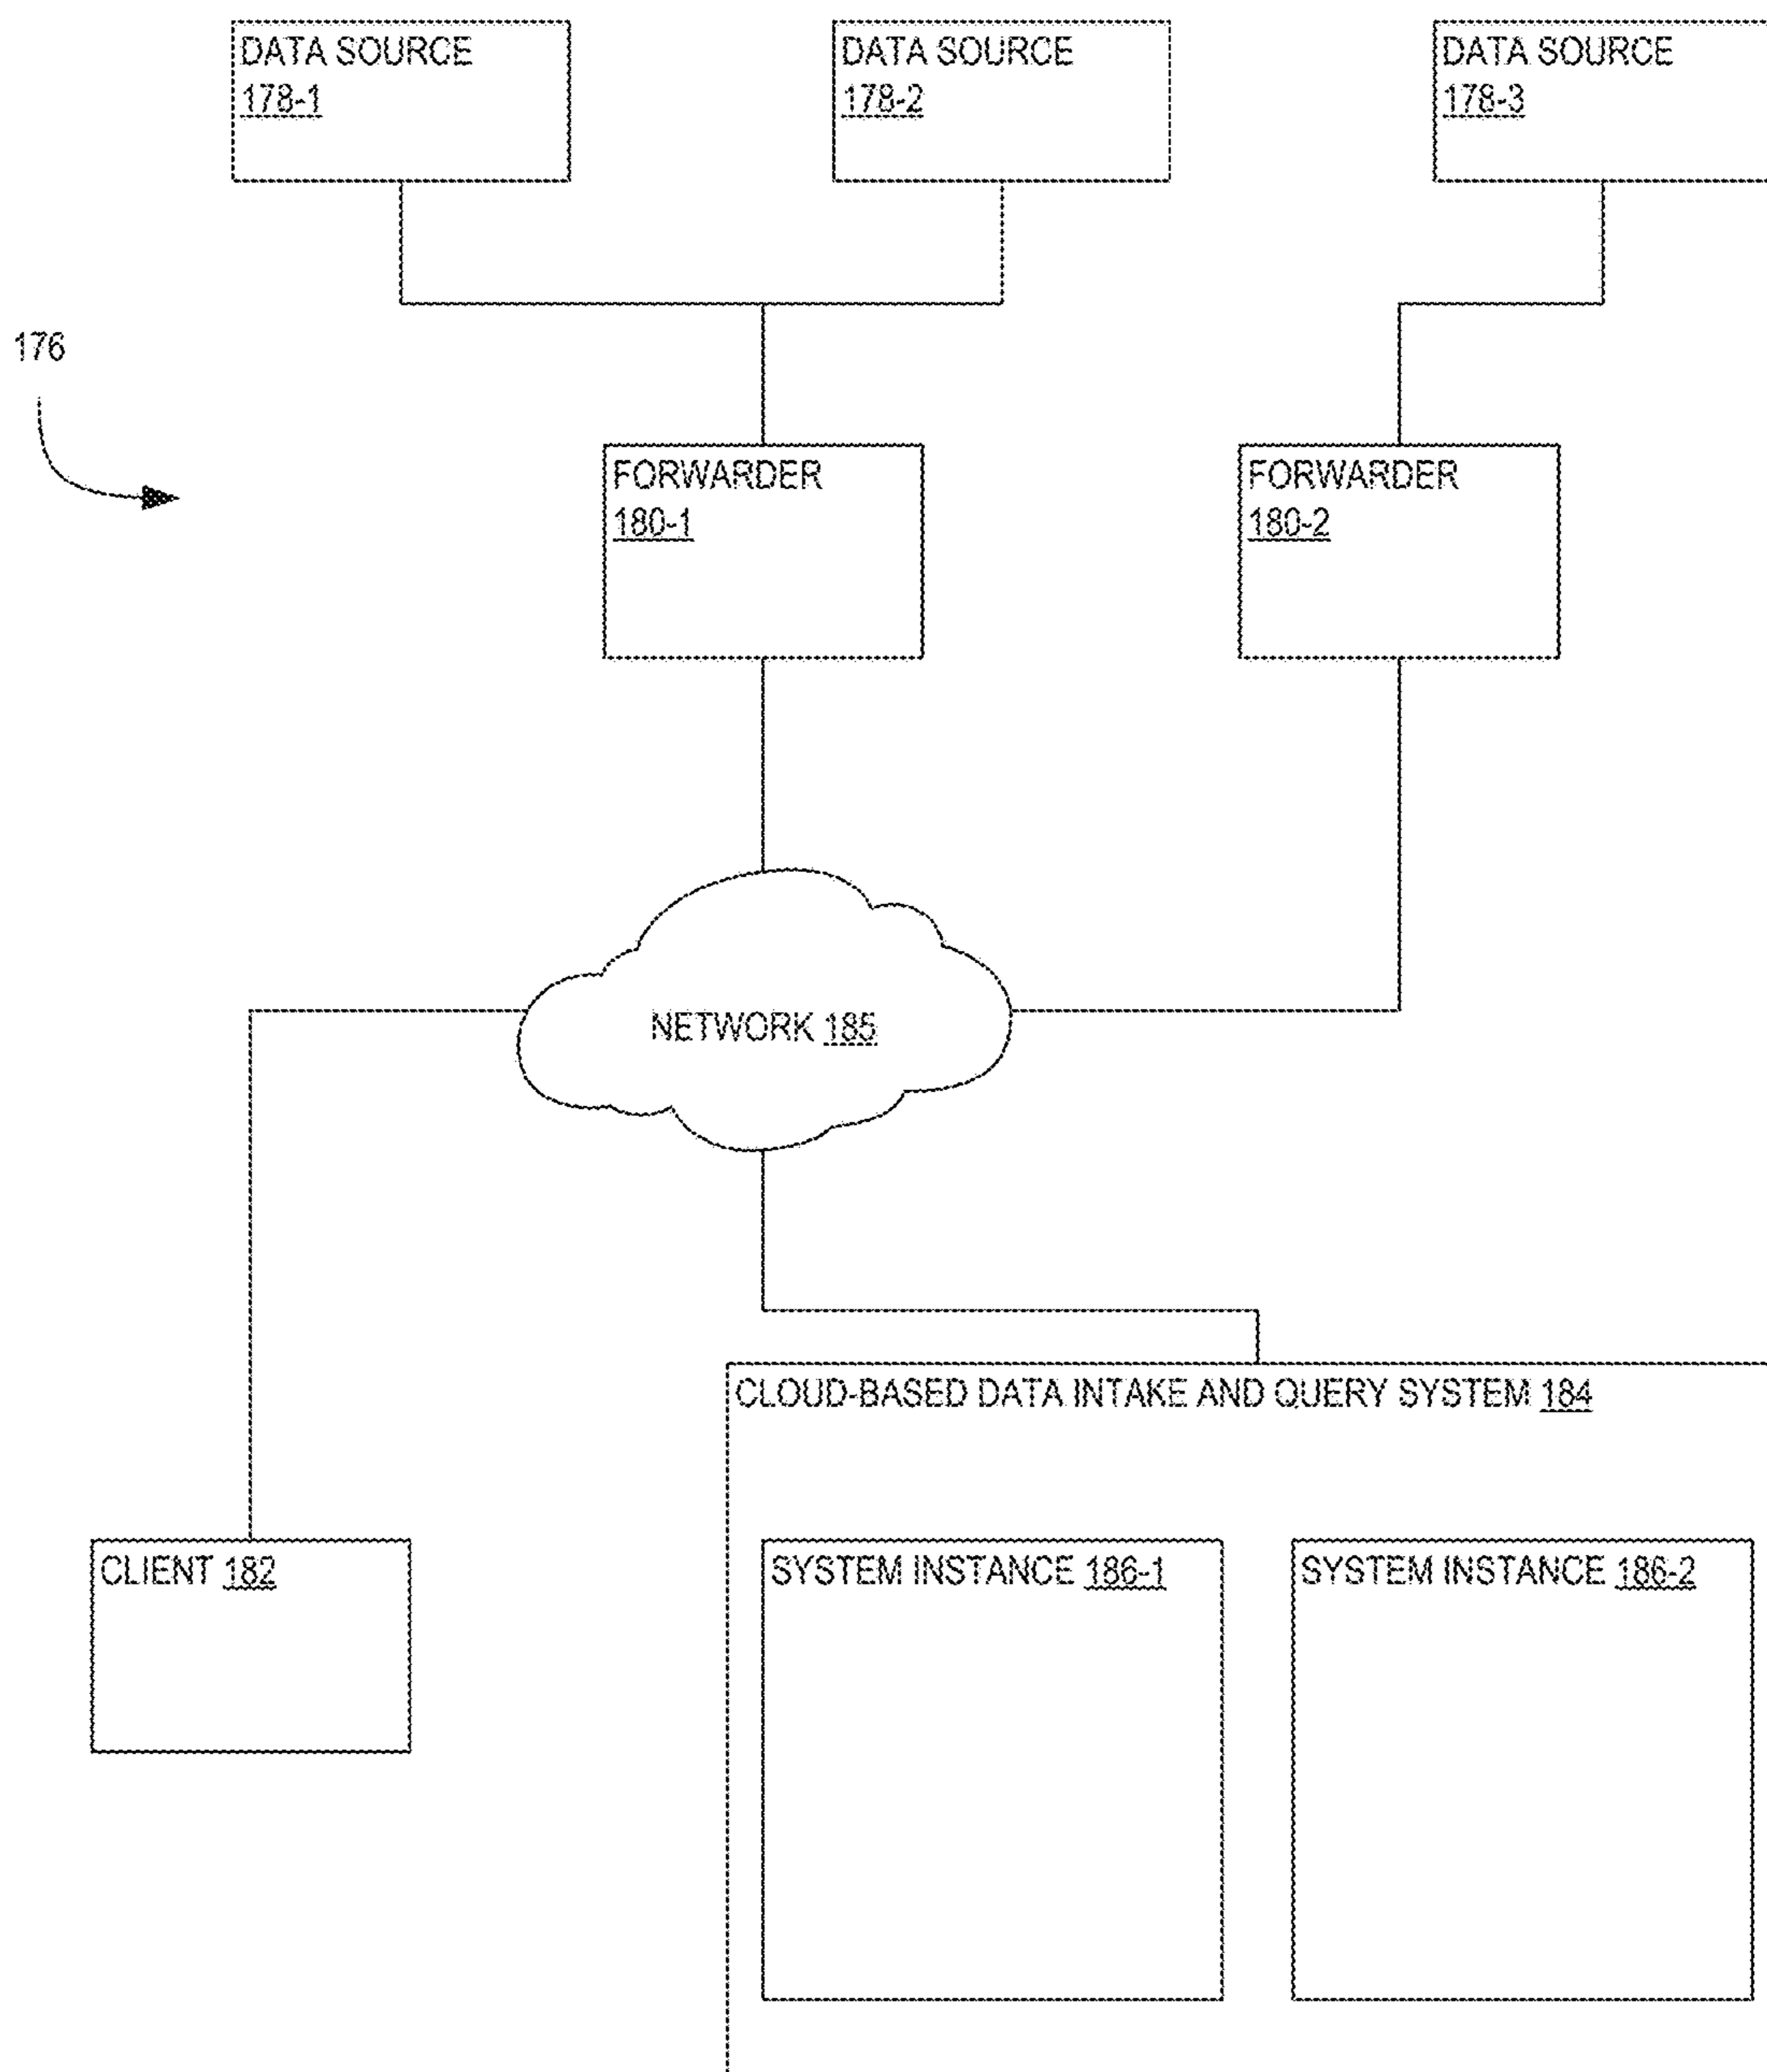 DATA SOURCE
178-1
DATA SOURCE
178-2
DATA SOURCE
178-3
176
FORWARDER
180-1
FORWARDER
180-2
NETWORK 185
CLOUD-BASED DATA INTAKE AND QUERY SYSTEM 184
CLIENT 182
SYSTEM INSTANCE 186-1
SYSTEM INSTANCE 186-2